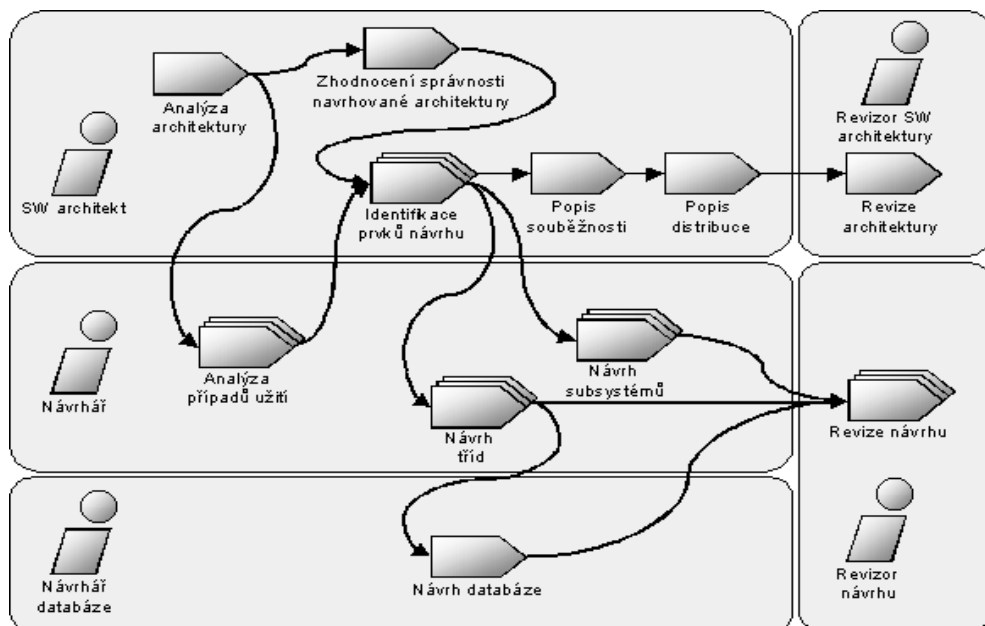 Zhodnocení správnosti
navrhované architektury
Analýza
architektury
SW architekt
Identifikace
prvků návrhu
Popis
souběžnosti
Popis
distribuce
Revizor SW
architektury
Revize
architektury
Návrhář
Analýza
případů užití
Návrh
subsystémů
Návrh
tříd
Revize návrhu
Návrhář
databáze
Návrh databáze
Revizor
návrhu